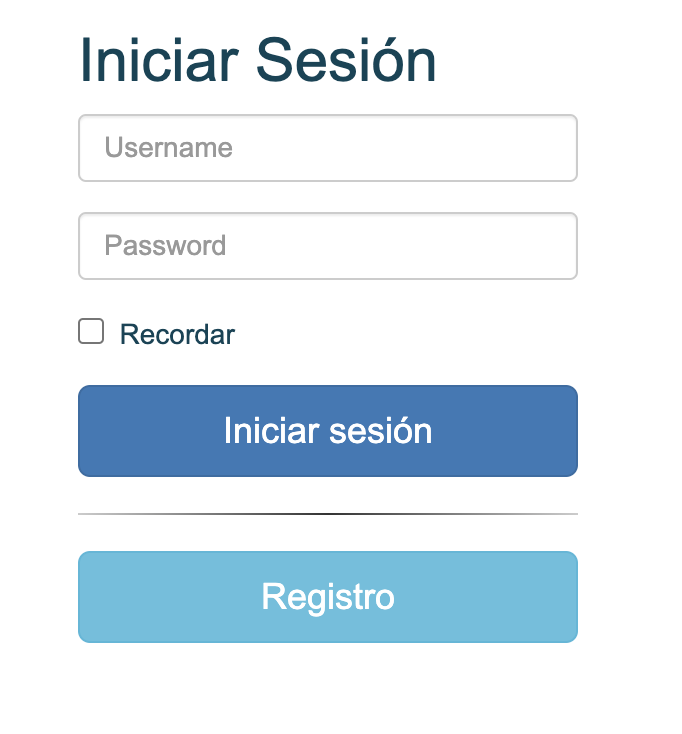 Iniciar Sesión
Username
Password
Recordar
Iniciar sesión
Registro